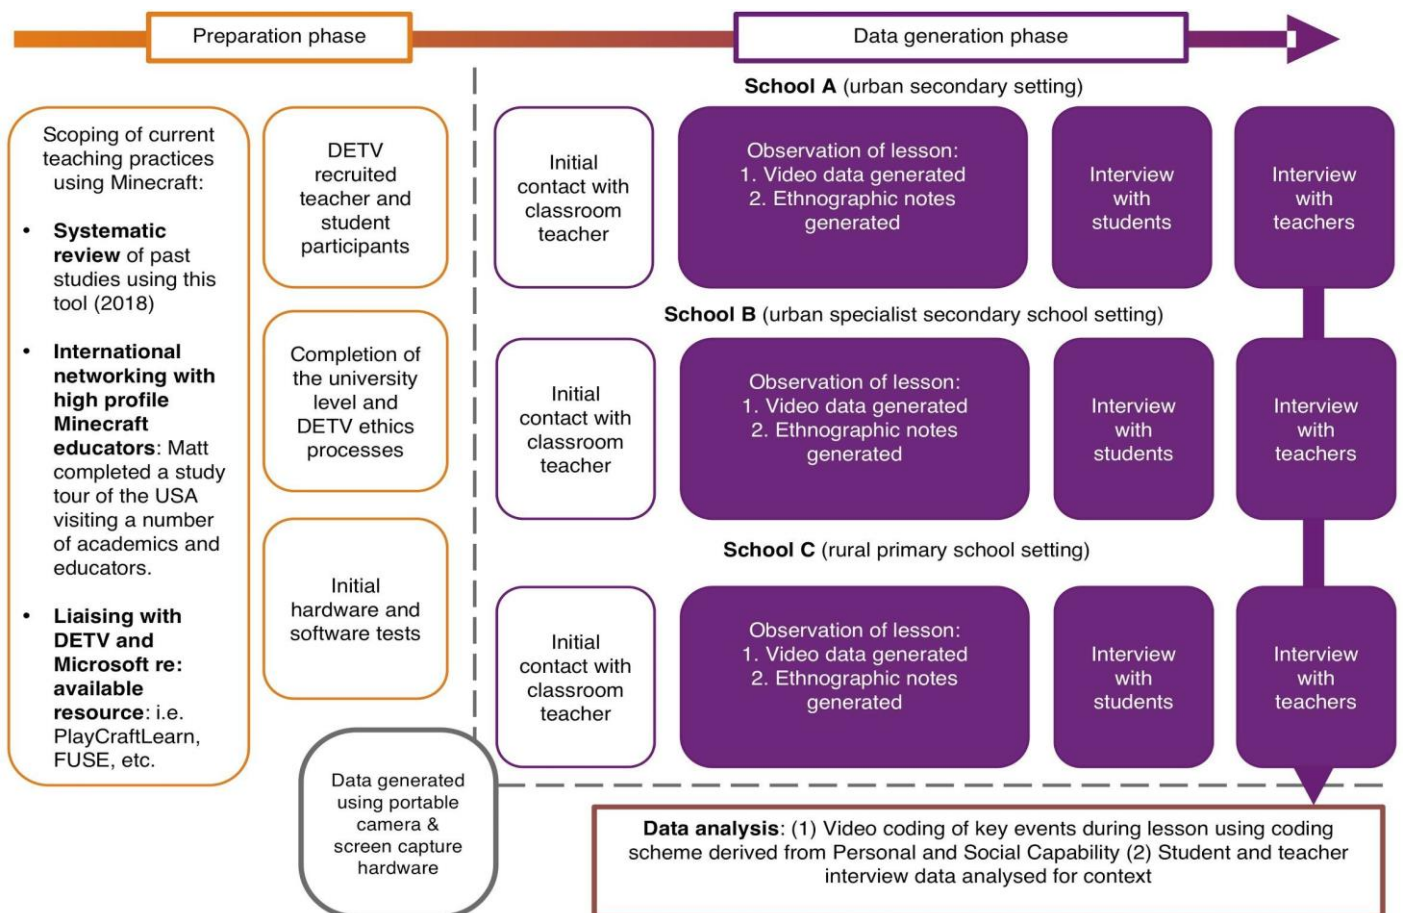 Preparation phase
Data generation phase
Scoping of current
teaching practices
using Minecraft:
• Systematic
review of past
studies using this
tool (2018)
• International
networking with
high profile
Minecraft
educators: Matt
completed a study
tour of the USA
visiting a number
of academics and
educators.
• Liaising with
DETV and
Microsoft re:
available
resource: i.e.
PlayCraftLearn,
FUSE, etc.
DETV
recruited
teacher and
student
participants
Completion of
the university
level and
DETV ethics
processes
Initial
hardware and
software tests
Data generated
using portable
camera &
screen capture
hardware
School A (urban secondary setting)
Initial
contact with
classroom
teacher
Observation of lesson:
1. Video data generated
2. Ethnographic notes
generated
Interview
with
students
Interview
with
teachers
School B (urban specialist secondary school setting)
Initial
contact with
classroom
teacher
Observation of lesson:
1. Video data generated
2. Ethnographic notes
generated
Interview
with
students
Interview
with
teachers
School C (rural primary school setting)
Initial
contact with
classroom
teacher
Observation of lesson:
1. Video data generated
2. Ethnographic notes
generated
Interview
with
students
Interview
with
teachers
Data analysis: (1) Video coding of key events during lesson using coding
scheme derived from Personal and Social Capability (2) Student and teacher
interview data analysed for context